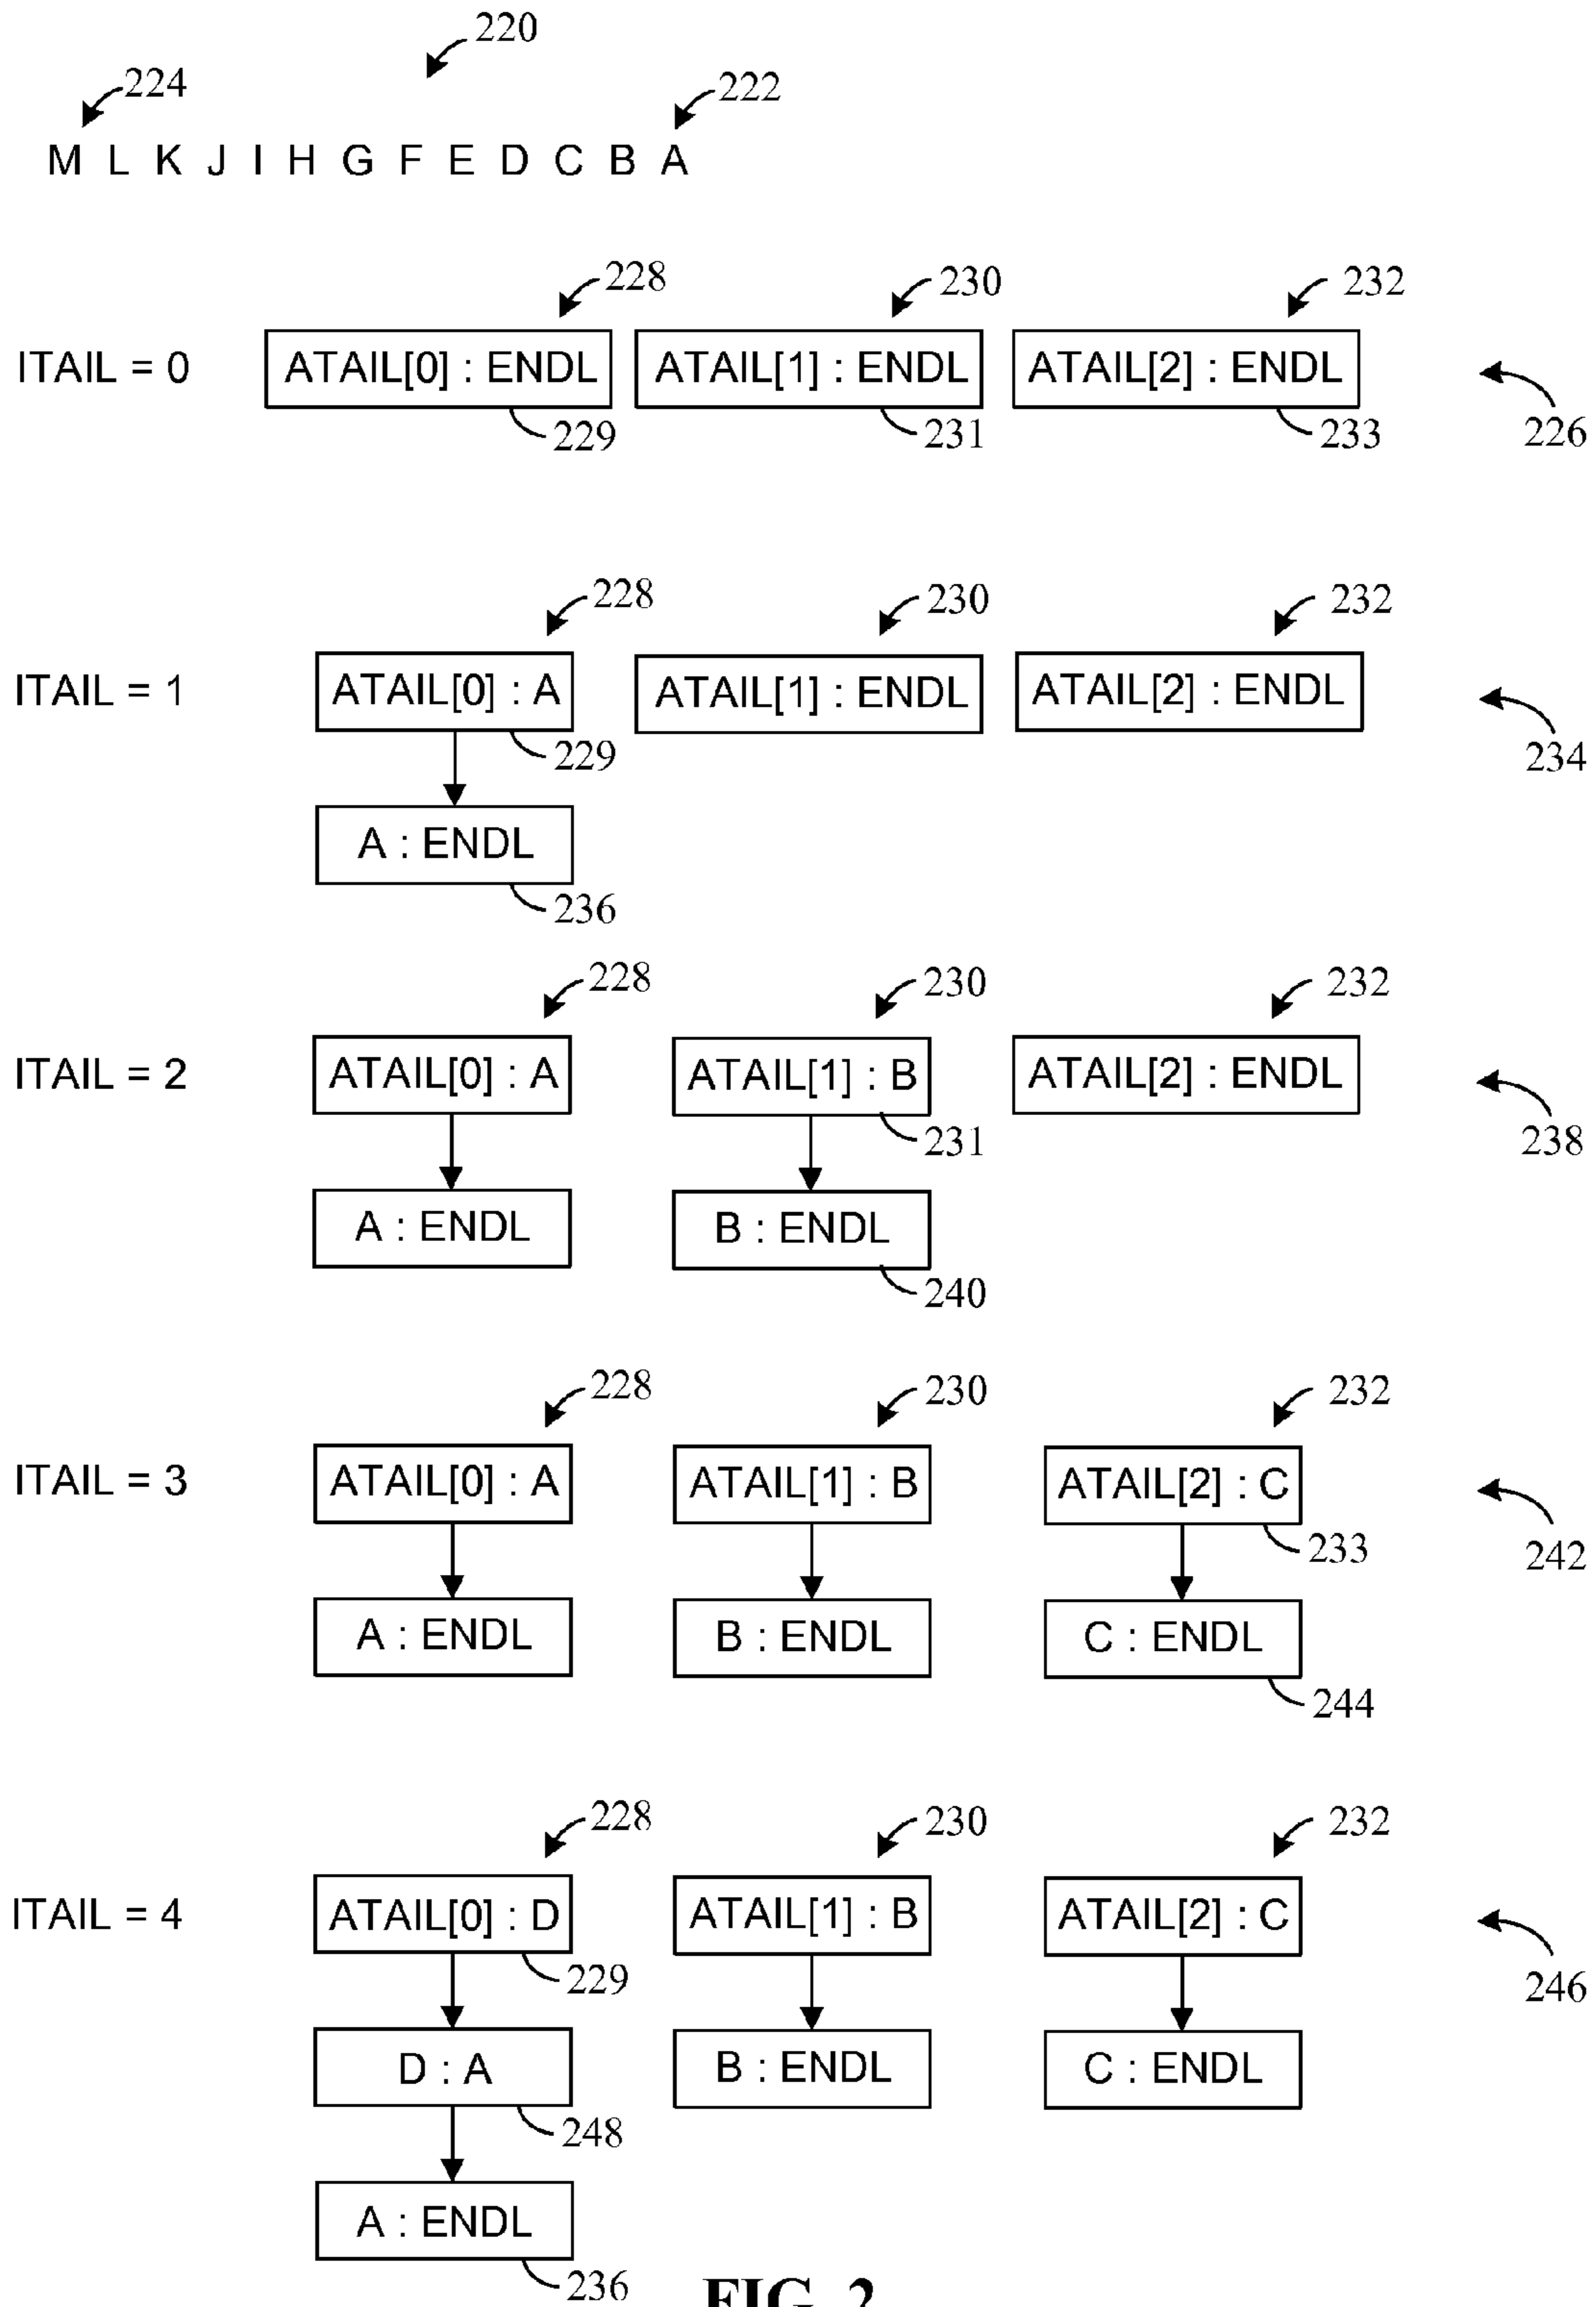 220
224
222
M L K J I H G F E D C B A
228 230 232
ITAIL = 0 ATAIL[0] : ENDL ATAIL[1] : ENDL ATAIL[2] : ENDL
229 231 233 226
228 230 232
ITAIL = 1 ATAIL[0] : A ATAIL[1] : ENDL ATAIL[2] : ENDL
229 234
A : ENDL
236
228 230 232
ITAIL = 2 ATAIL[0] : A ATAIL[1] : B ATAIL[2] : ENDL
231 238
A : ENDL B : ENDL
240
228 230 232
ITAIL = 3 ATAIL[0] : A ATAIL[1] : B ATAIL[2] : C
233 242
A : ENDL B : ENDL C : ENDL
244
228 230 232
ITAIL = 4 ATAIL[0] : D ATAIL[1] : B ATAIL[2] : C
229 246
D : A B : ENDL C : ENDL
248
A : ENDL
236
FIG. 2